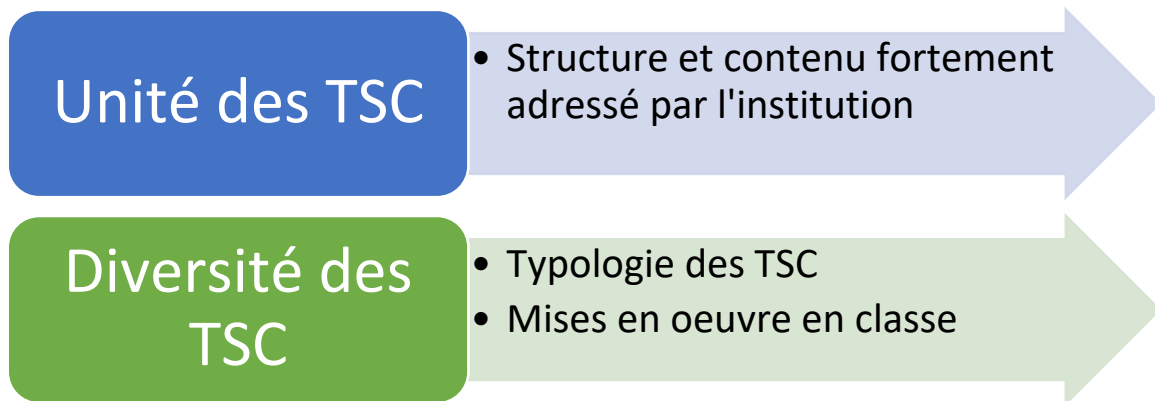 Unité des TSC
• Structure et contenu fortement
adressé par l'institution
Diversité des
TSC
• Typologie des TSC
• Mises en oeuvre en classe